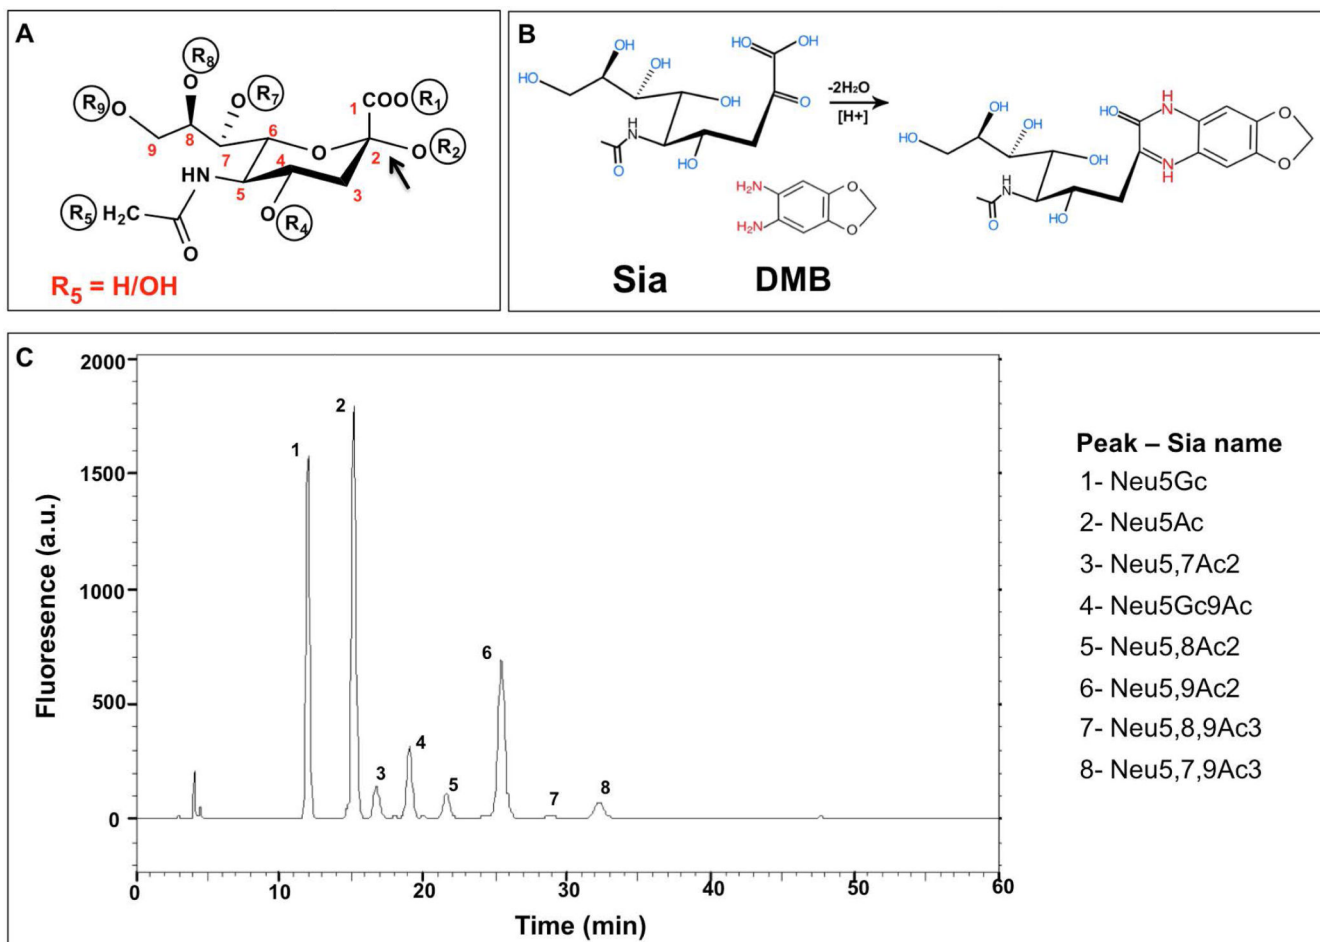 A
R8
R9
O
O
R7
O
1
COO
R1
6
8
9
7
O
4
2
O
R2
HN
5
3
R5
H2C
O
R4
O
R5 = H/OH
B
OH
HO
OH
HO
OH
OH
O
HN
HO
O
H2N
H2N
O
O
-2H2O
[H+]
Sia
DMB
OH
HO
OH
OH
HO
H
N
N
H
O
O
H
N
HO
O
C
Fluoresence (a.u.)
2000
1500
1000
500
0
1
2
3
4
5
6
7
8
0
10
20
30
40
50
60
Time (min)
Peak – Sia name
1- Neu5Gc
2- Neu5Ac
3- Neu5,7Ac2
4- Neu5Gc9Ac
5- Neu5,8Ac2
6- Neu5,9Ac2
7- Neu5,8,9Ac3
8- Neu5,7,9Ac3